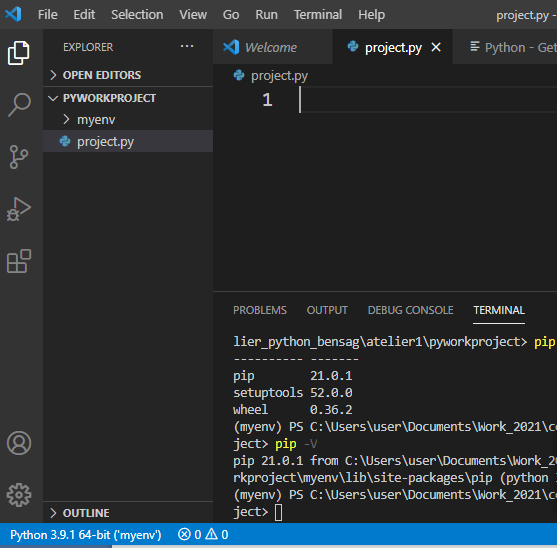 File Edit Selection View Go Run Terminal Help project.py
EXPLORER
Welcome
project.py
Python - Get
OPEN EDITORS
PYWORKPROJECT
myenv
project.py
project.py
1
PROBLEMS OUTPUT DEBUG CONSOLE TERMINAL
lier_python_bensag\atelier1\pyworkproject> pip
---------- -------
pip 21.0.1
setuptools 52.0.0
wheel 0.36.2
(myenv) PS C:\Users\user\Documents\Work_2021\c
ject> pip -V
pip 21.0.1 from C:\Users\user\Documents\Work_20
rkproject\myenv\lib\site-packages\pip (python
(myenv) PS C:\Users\user\Documents\Work_2021\c
ject>
OUTLINE
Python 3.9.1 64-bit ('myenv') 0 0